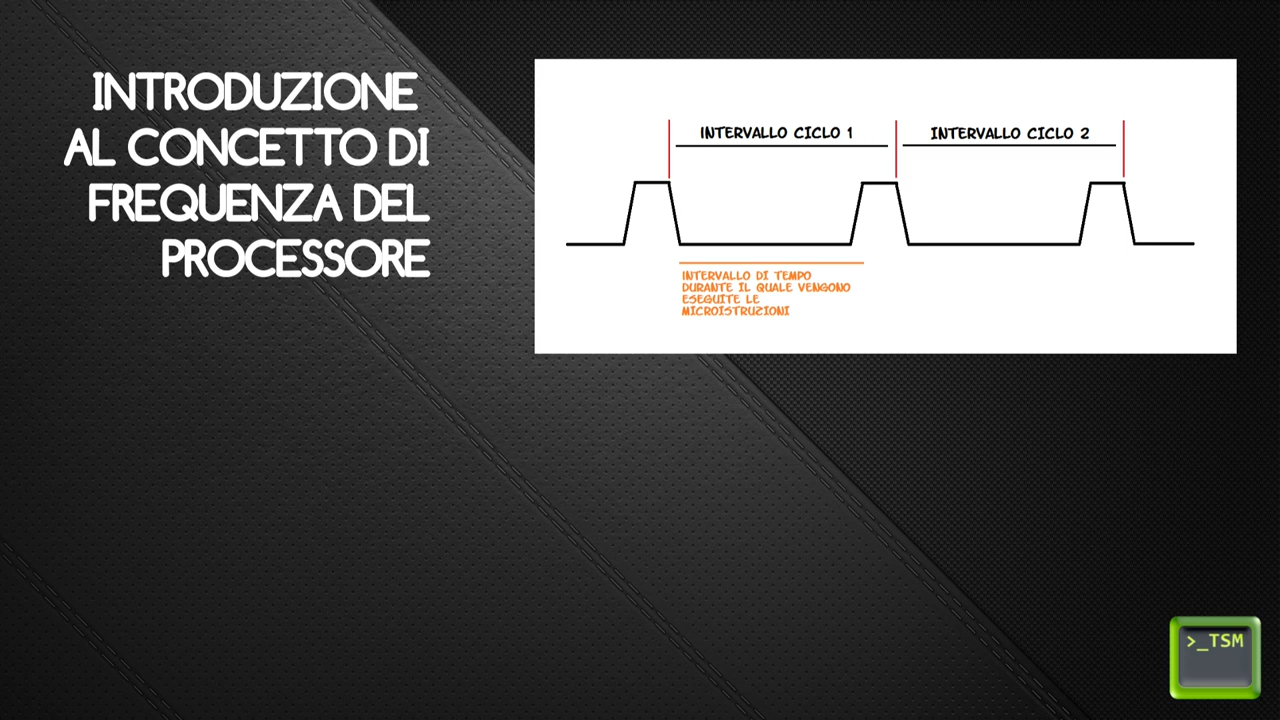 INTRODUZIONE
AL CONCETTO DI
FREQUENZA DEL
PROCESSORE
INTERVALLO CICLO 1
INTERVALLO CICLO 2
INTERVALLO DI TEMPO
DURANTE IL QUALE VENGONO
ESEGUITE LE
MICROISTRUZIONI
>_TSM